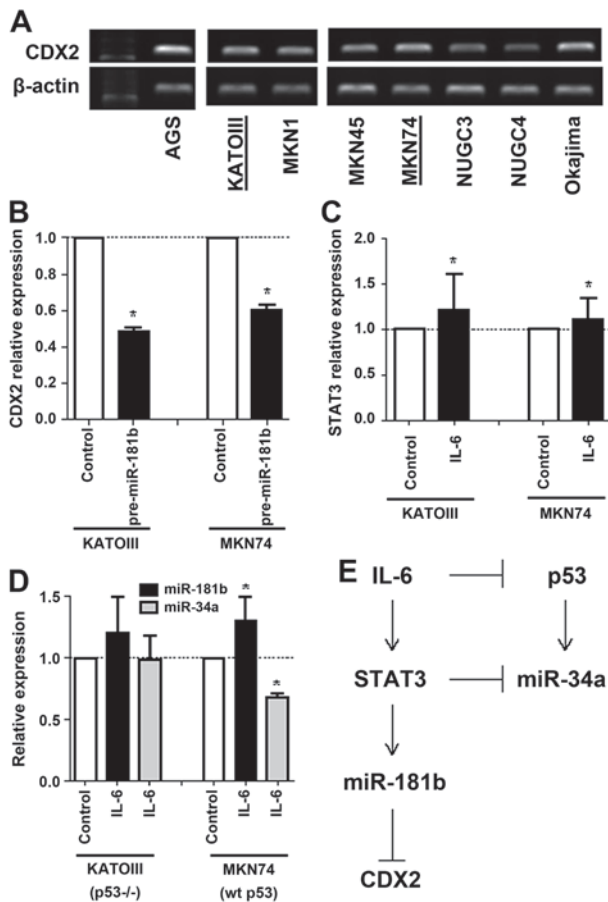 A
CDX2
β-actin
AGS
KATOIII
MKN1
MKN45
MKN74
NUGC3
NUGC4
Okajima
B
CDX2 relative expression
1.0
0.8
0.6
0.4
0.2
0.0
*
*
Control
pre-miR-181b
Control
pre-miR-181b
KATOIII
MKN74
C
STAT3 relative expression
2.0
1.5
1.0
0.5
0.0
*
*
Control
IL-6
Control
IL-6
KATOIII
MKN74
D
miR-181b
miR-34a
Relative expression
1.5
1.0
0.5
0.0
*
*
Control
IL-6
IL-6
Control
IL-6
IL-6
KATOIII
(p53-/-)
MKN74
(wt p53)
E
IL-6
p53
STAT3
miR-34a
miR-181b
CDX2